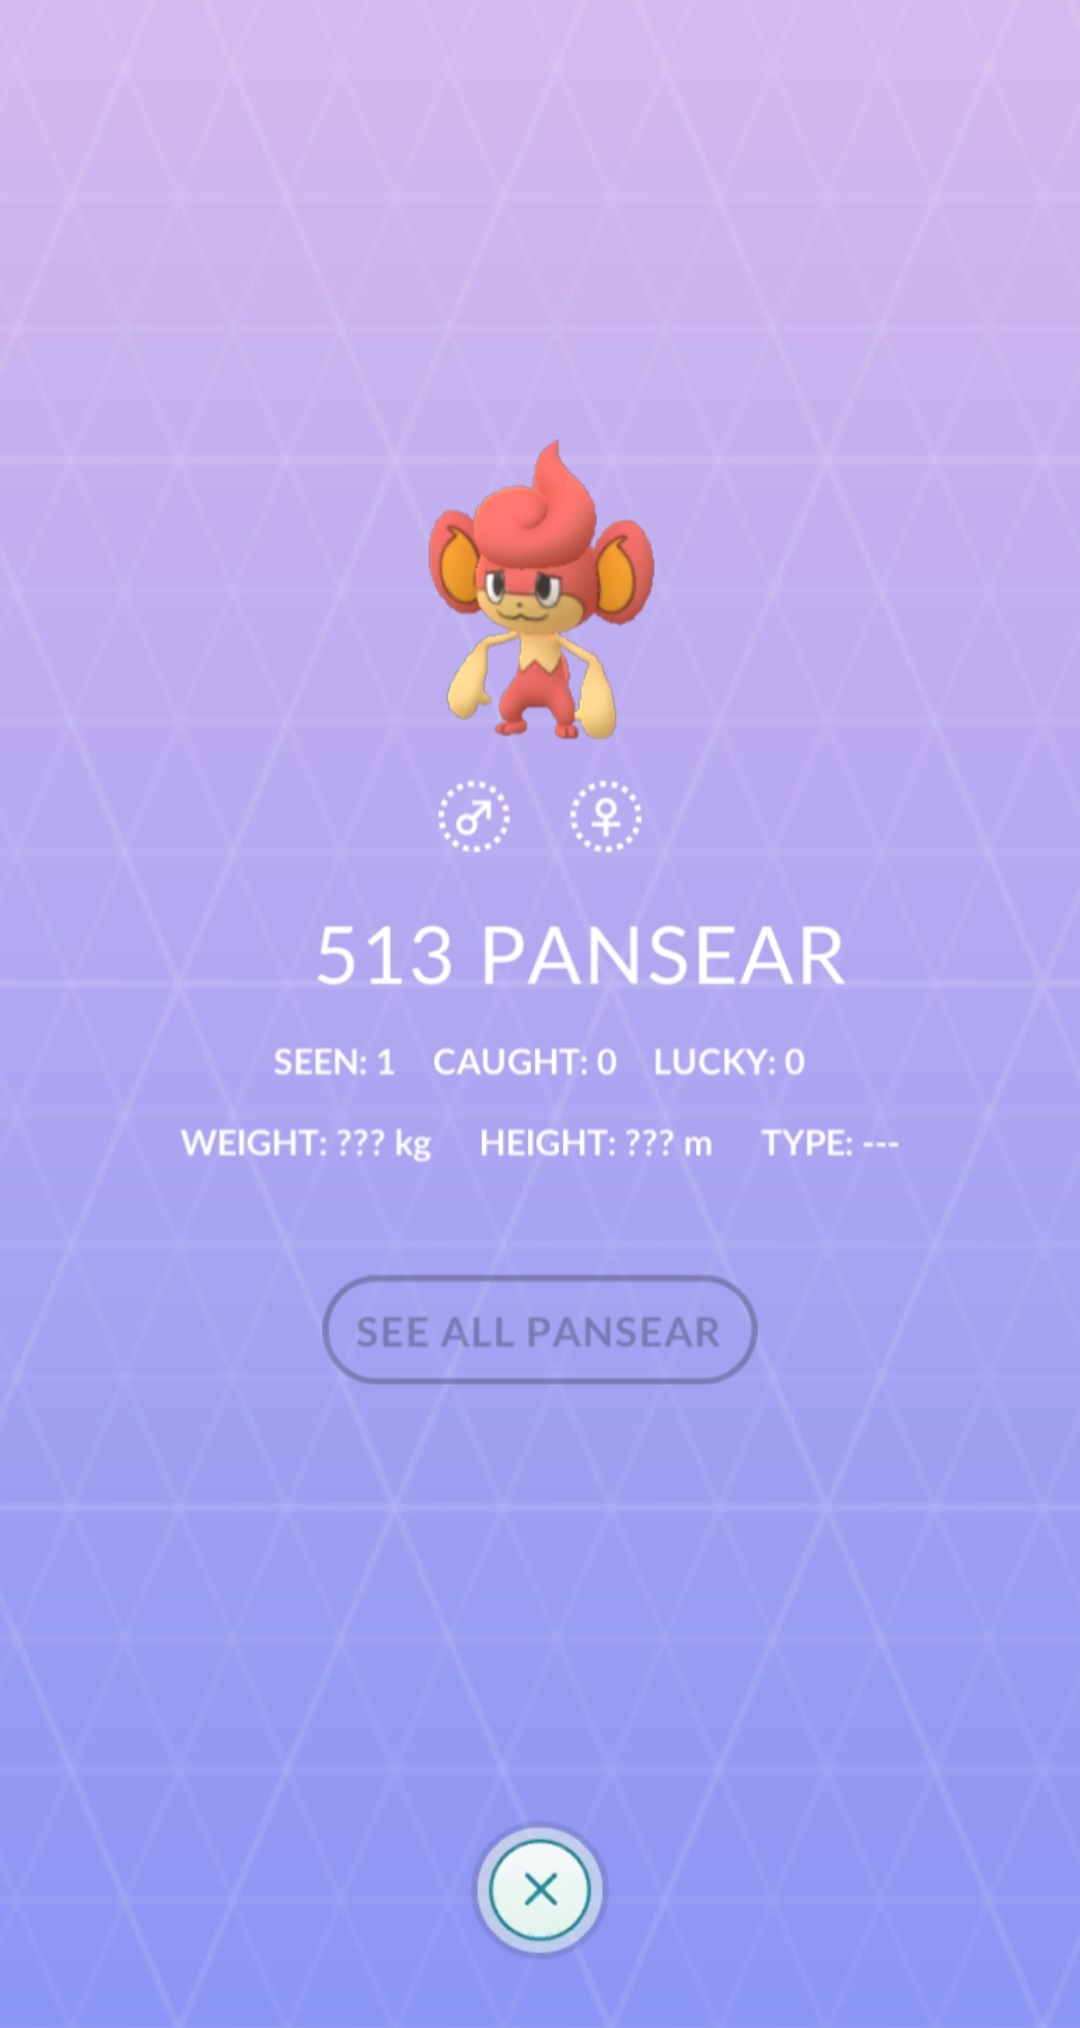 513 PANSEAR
SEEN: 1 CAUGHT: 0 LUCKY: 0
WEIGHT: ??? kg HEIGHT: ??? m TYPE: ---
SEE ALL PANSEAR